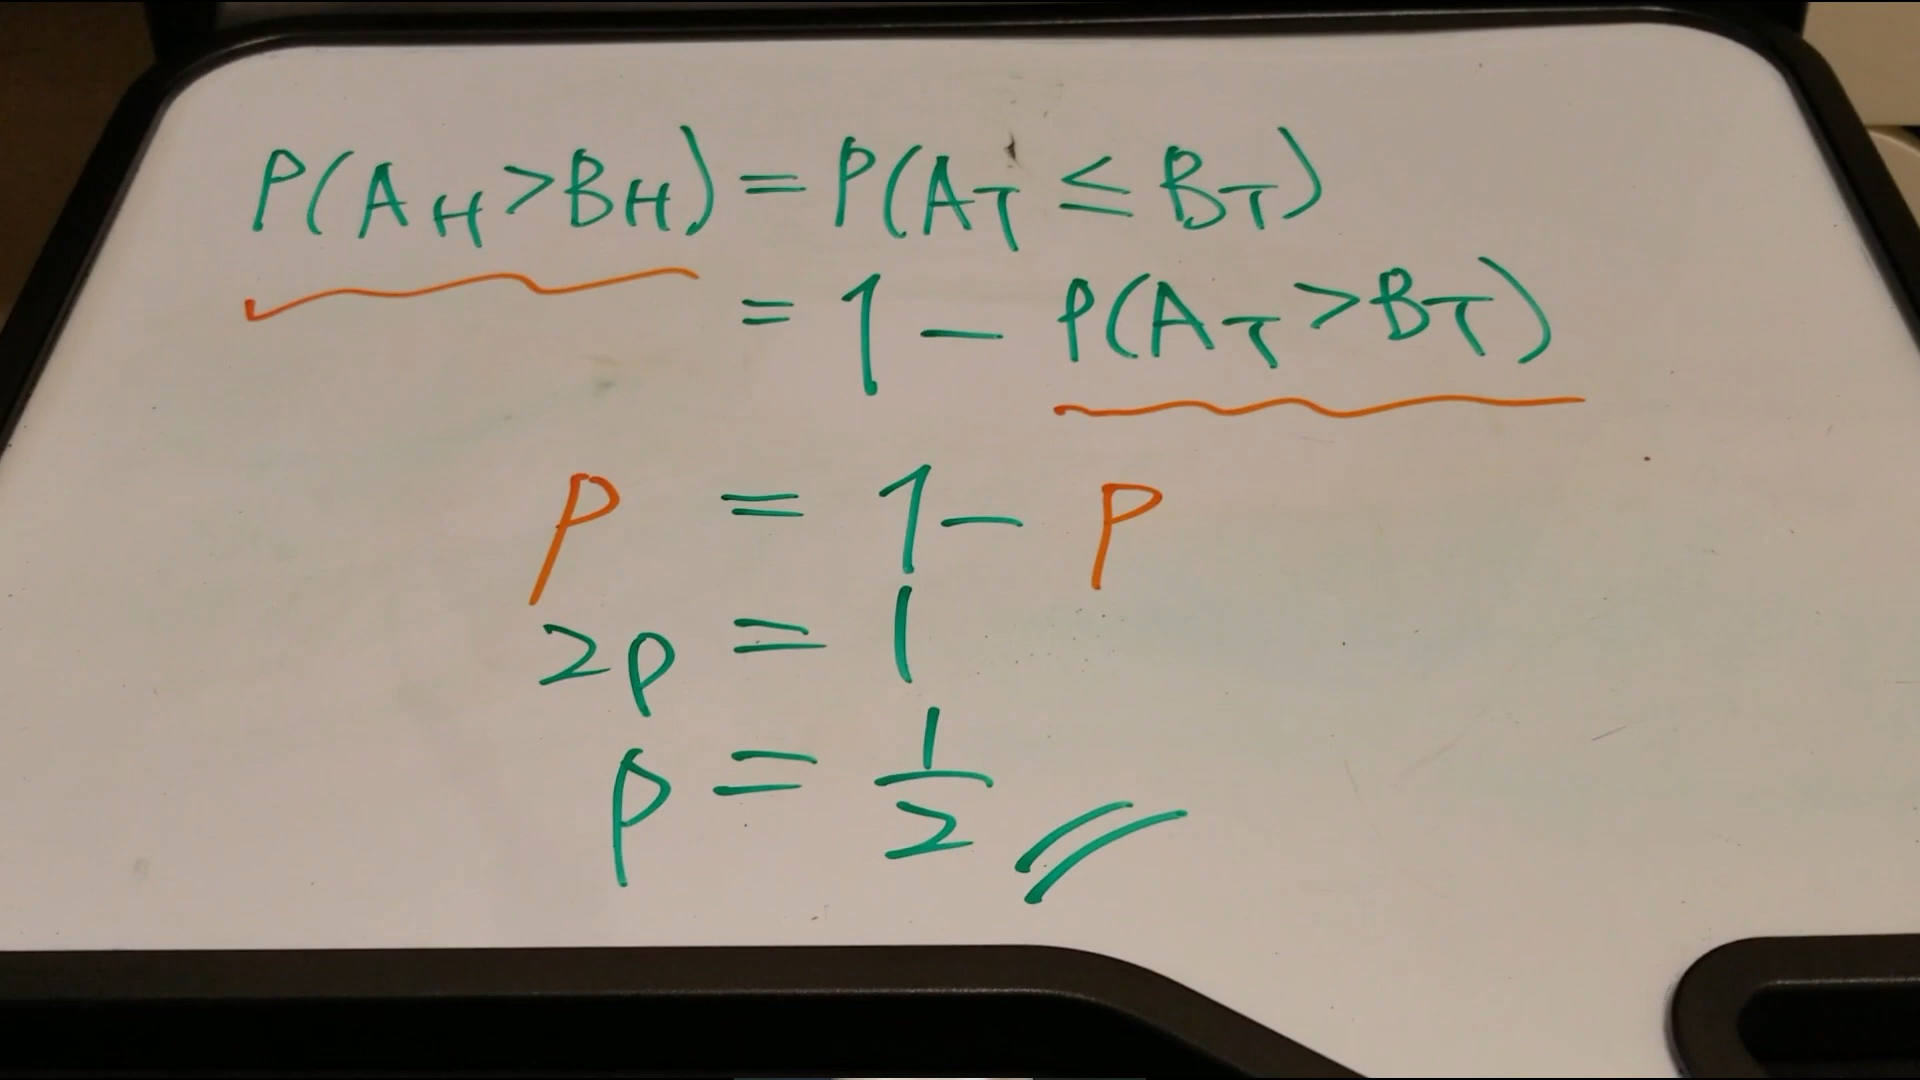 P(A_H>B_H) = P(A_T ≤ B_T)
= 1 - P(A_T>B_T)
P = 1 - P
2P = 1
P = 1/2